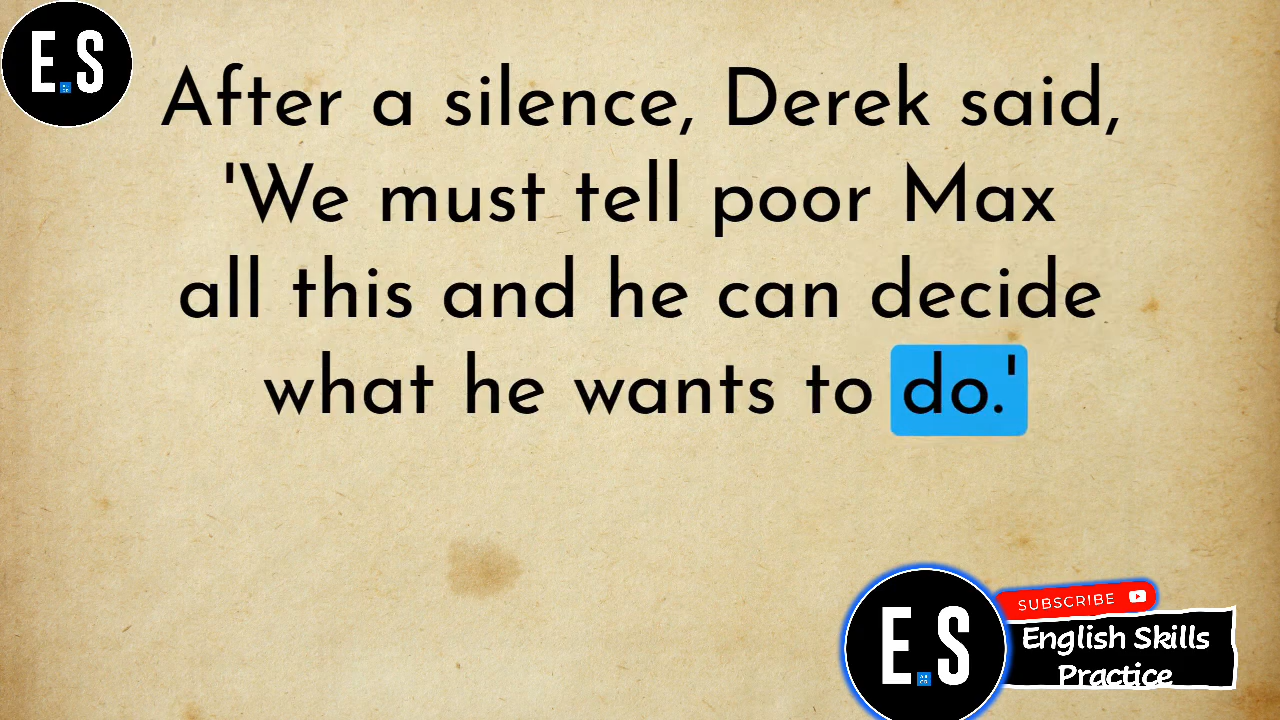 E.S
After a silence, Derek said,
'We must tell poor Max
all this and he can decide
what he wants to do.'
SUBSCRIBE
E.S
English Skills
Practice